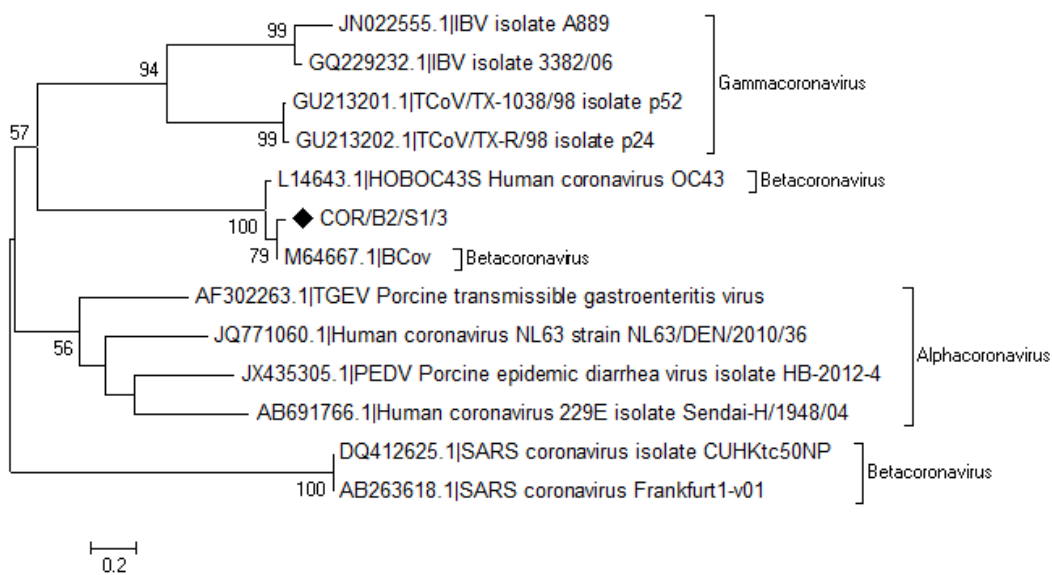 99
JN022555.1|IBV isolate A889
GQ229232.1|IBV isolate 3382/06
94
Gammacoronavirus
GU213201.1|TCoV/TX-1038/98 isolate p52
99
GU213202.1|TCoV/TX-R/98 isolate p24
57
L14643.1|HOBOC43S Human coronavirus OC43
Betacoronavirus
100
COR/B2/S1/3
79
M64667.1|BCov
Betacoronavirus
AF302263.1|TGEV Porcine transmissible gastroenteritis virus
JQ771060.1|Human coronavirus NL63 strain NL63/DEN/2010/36
56
Alphacoronavirus
JX435305.1|PEDV Porcine epidemic diarrhea virus isolate HB-2012-4
AB691766.1|Human coronavirus 229E isolate Sendai-H/1948/04
DQ412625.1|SARS coronavirus isolate CUHKtc50NP
Betacoronavirus
100
AB263618.1|SARS coronavirus Frankfurt1-v01
0.2